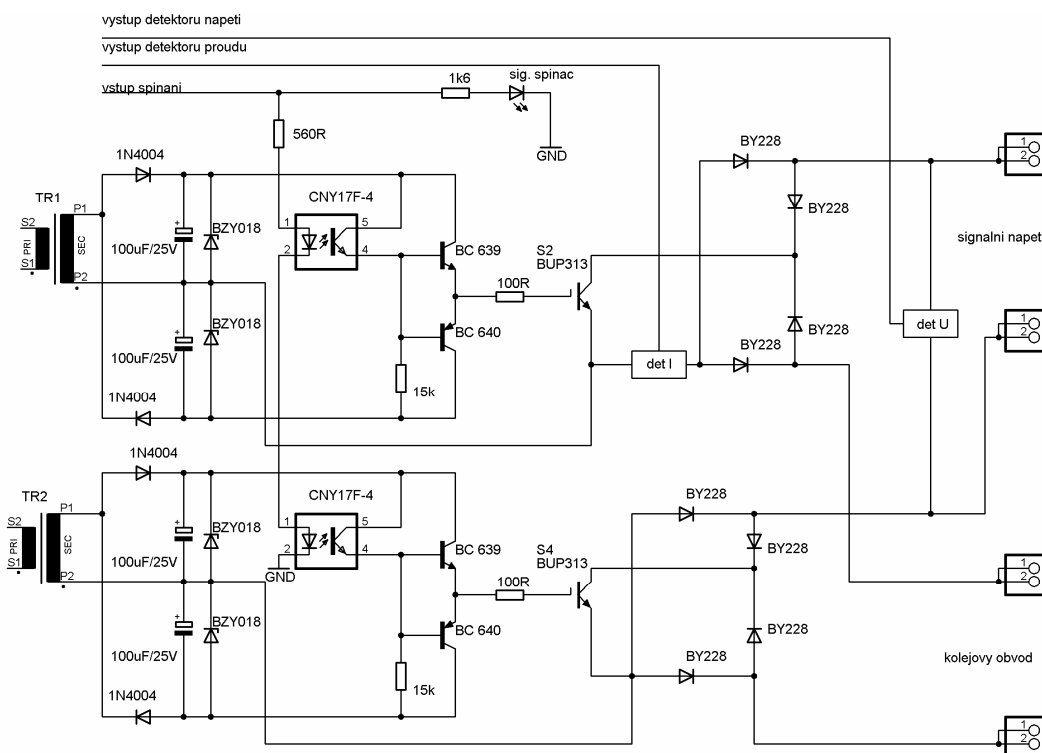 vystup detektoru napeti
vystup detektoru proudu
vstup spinani
1k6
sig. spinac
560R
GND
BY228
1
2
1N4004
TR1
P1
S2
PRI
SEC
S1
P2
100uF/25V
BZY018
CNY17F-4
1
5
2
4
BC 639
S2
BUP313
100R
BY228
signalni napet
BZY018
100uF/25V
BC 640
BY228
det U
1
2
BY228
det I
15k
1N4004
1N4004
TR2
P1
S2
PRI
SEC
S1
P2
100uF/25V
BZY018
CNY17F-4
1
5
2
4
GND
BC 639
S4
BUP313
100R
BY228
BY228
1
2
BZY018
100uF/25V
BC 640
BY228
BY228
kolejovy obvod
15k
1N4004
1
2